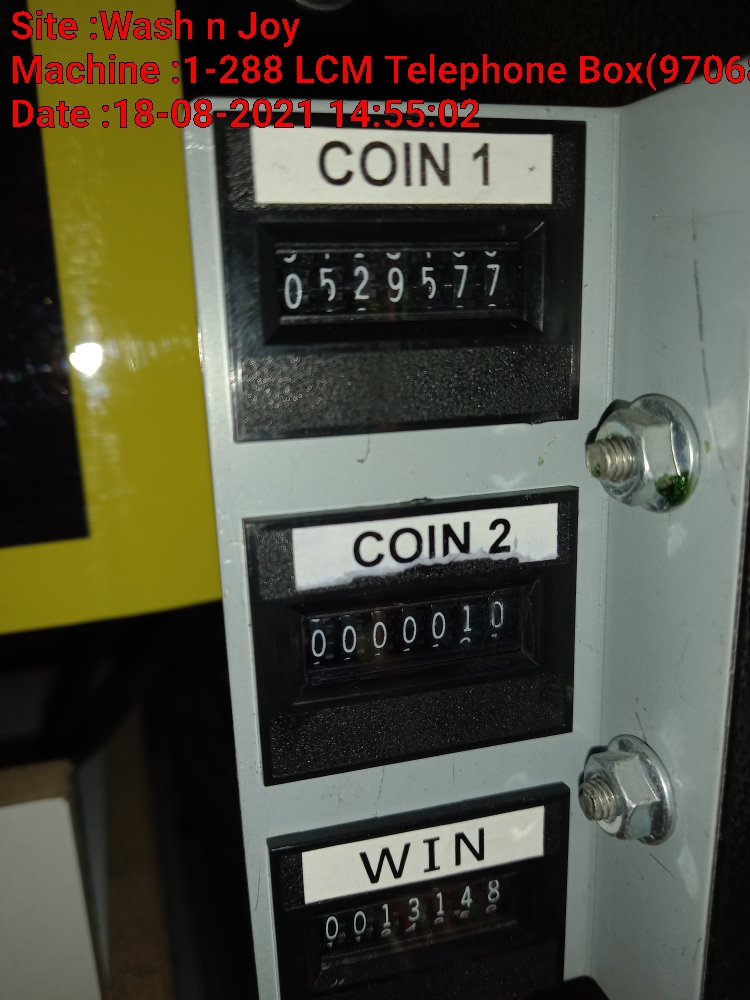 Site :Wash n Joy
Machine :1-288 LCM Telephone Box(9706
Date :18-08-2021 14:55:02
COIN 1
0529577
COIN 2
0000010
WIN
0013148